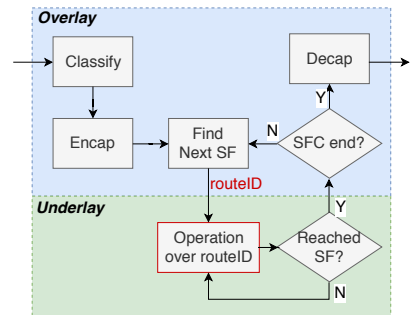 Overlay
Classify
Decap
Y
Encap
Find
Next SF
N
SFC end?
routeID
Underlay
Y
Operation
over routeID
Reached
SF?
N